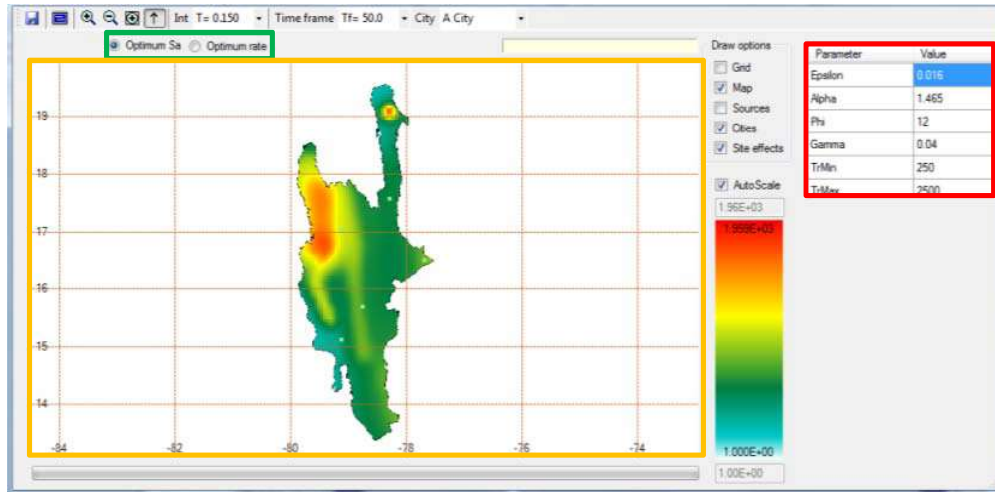 Int T= 0.150 Time frame Tf= 50.0 City A City
Optimum Sa Optimum rate
Draw options
Grid
Map
Sources
Cities
Site effects
AutoScale
1.96E+03
1.959E+03
1.000E+00
1.00E+00
Parameter Value
Epsilon 0.016
Alpha 1.465
Phi 12
Gamma 0.04
TrMin 250
TrMax 2500
19
18
17
16
15
14
-84 -82 -80 -78 -76 -74